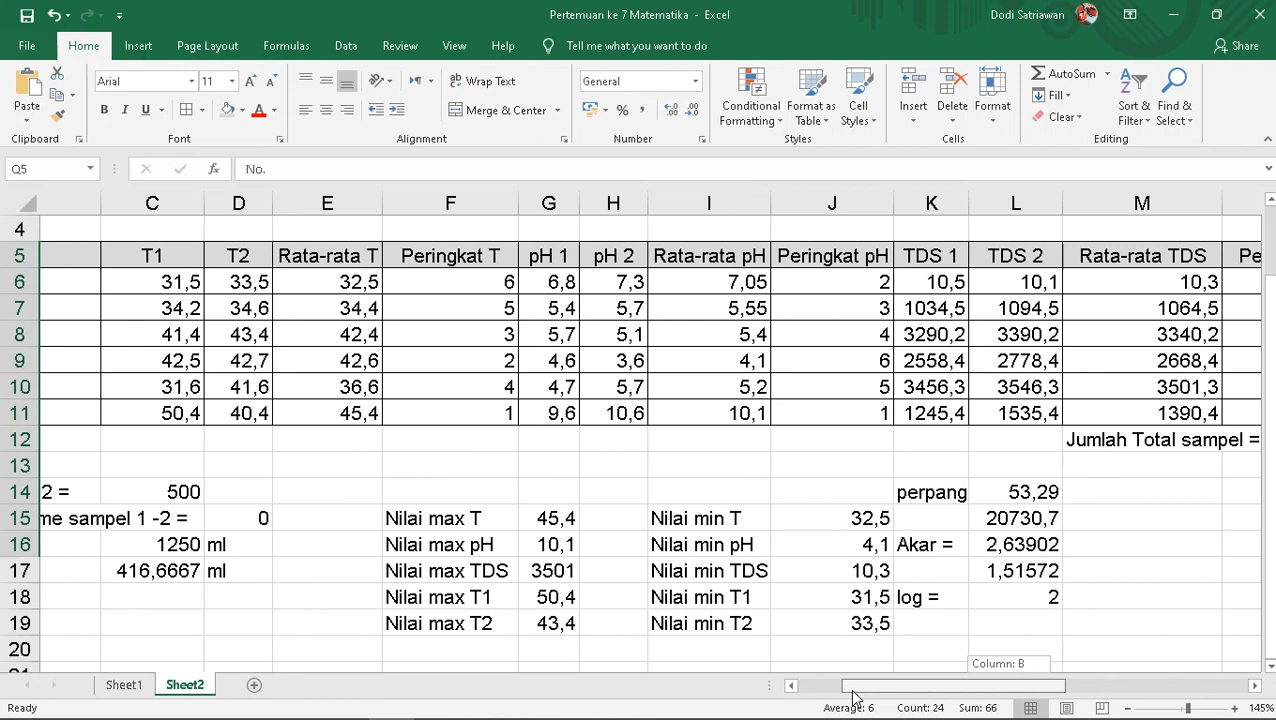 Pertemuan ke 7 Matematika - Excel
Dodi Satriawan
File Home Insert Page Layout Formulas Data Review View Help Tell me what you want to do Share
Paste
Arial 11
B I U
A A A
Wrap Text
Merge & Center
General
% ,
Conditional Formatting
Format as Table
Cell Styles
Insert
Delete
Format
AutoSum
Fill
Clear
Sort & Filter
Find & Select
Clipboard Font Alignment Number Styles Cells Editing
Q5 fx No.
C D E F G H I J K L M
4
5 T1 T2 Rata-rata T Peringkat T pH 1 pH 2 Rata-rata pH Peringkat pH TDS 1 TDS 2 Rata-rata TDS Pe
6 31,5 33,5 32,5 6 6,8 7,3 7,05 2 10,5 10,1 10,3
7 34,2 34,6 34,4 5 5,4 5,7 5,55 3 1034,5 1094,5 1064,5
8 41,4 43,4 42,4 3 5,7 5,1 5,4 4 3290,2 3390,2 3340,2
9 42,5 42,7 42,6 2 4,6 3,6 4,1 6 2558,4 2778,4 2668,4
10 31,6 41,6 36,6 4 4,7 5,7 5,2 5 3456,3 3546,3 3501,3
11 50,4 40,4 45,4 1 9,6 10,6 10,1 1 1245,4 1535,4 1390,4
12 Jumlah Total sampel =
13
14 2 = 500 perpang 53,29
15 me sampel 1 -2 = 0 Nilai max T 45,4 Nilai min T 32,5 20730,7
16 1250 ml Nilai max pH 10,1 Nilai min pH 4,1 Akar = 2,63902
17 416,6667 ml Nilai max TDS 3501 Nilai min TDS 10,3 1,51572
18 Nilai max T1 50,4 Nilai min T1 31,5 log = 2
19 Nilai max T2 43,4 Nilai min T2 33,5
20
Column: B
Sheet1 Sheet2
Ready Average: 6 Count: 24 Sum: 66 145%